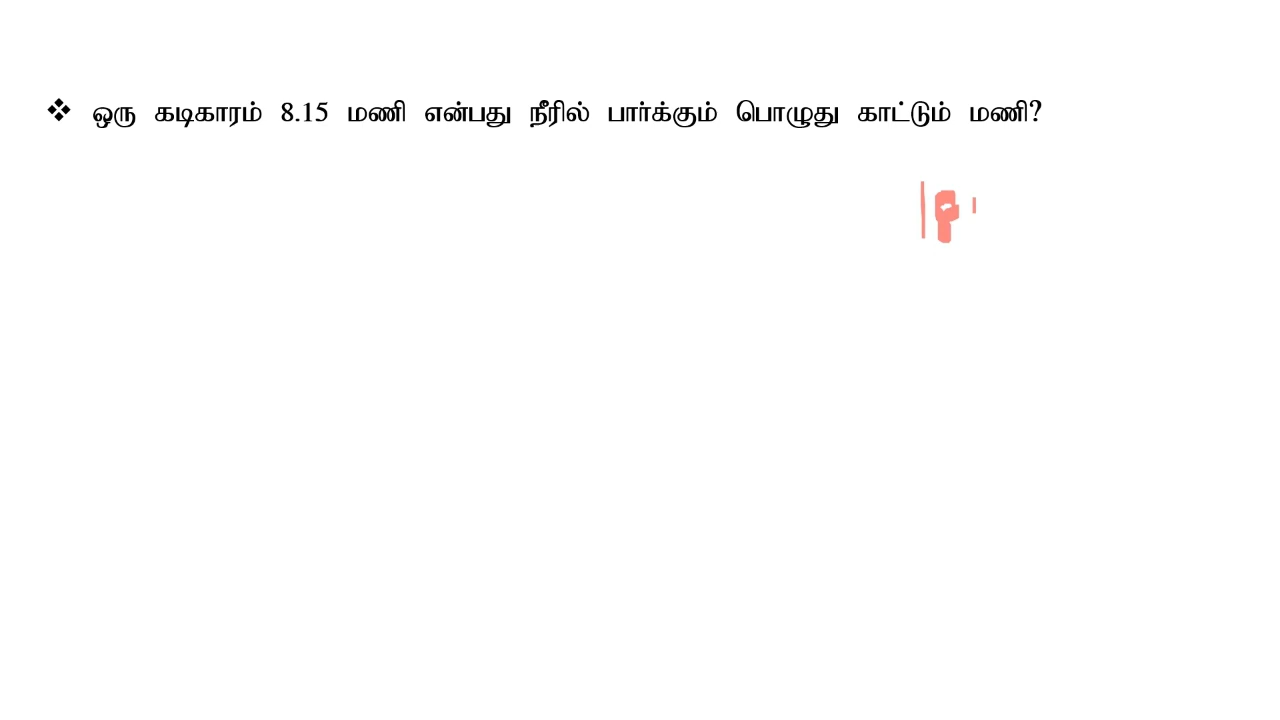 ❖ ஒரு கடிகாரம் 8.15 மணி என்பது நீரில் பார்க்கும் பொழுது காட்டும் மணி?